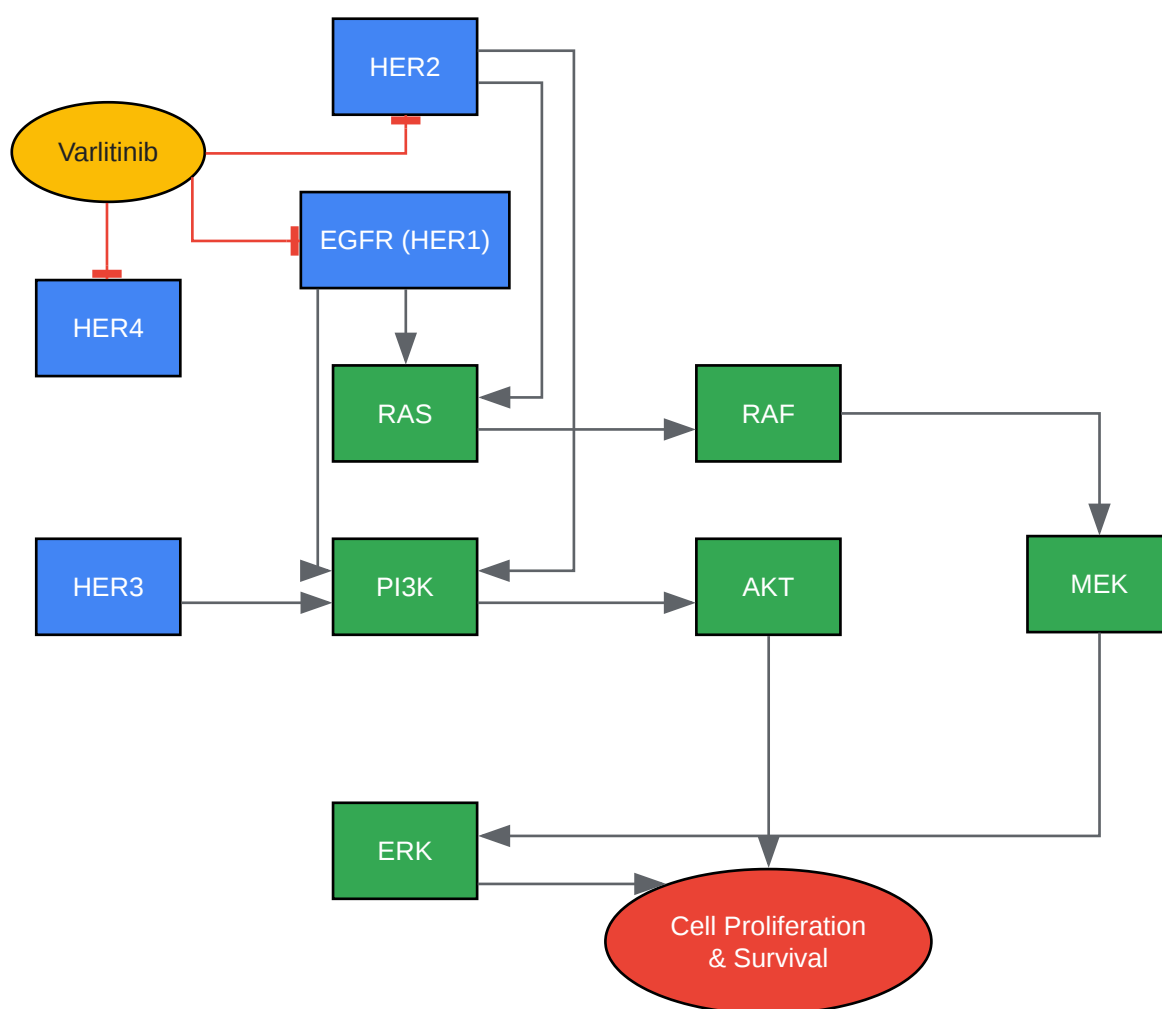 HER2
Varlitinib
EGFR (HER1)
HER4
RAS
RAF
HER3
PI3K
AKT
MEK
ERK
Cell Proliferation
& Survival